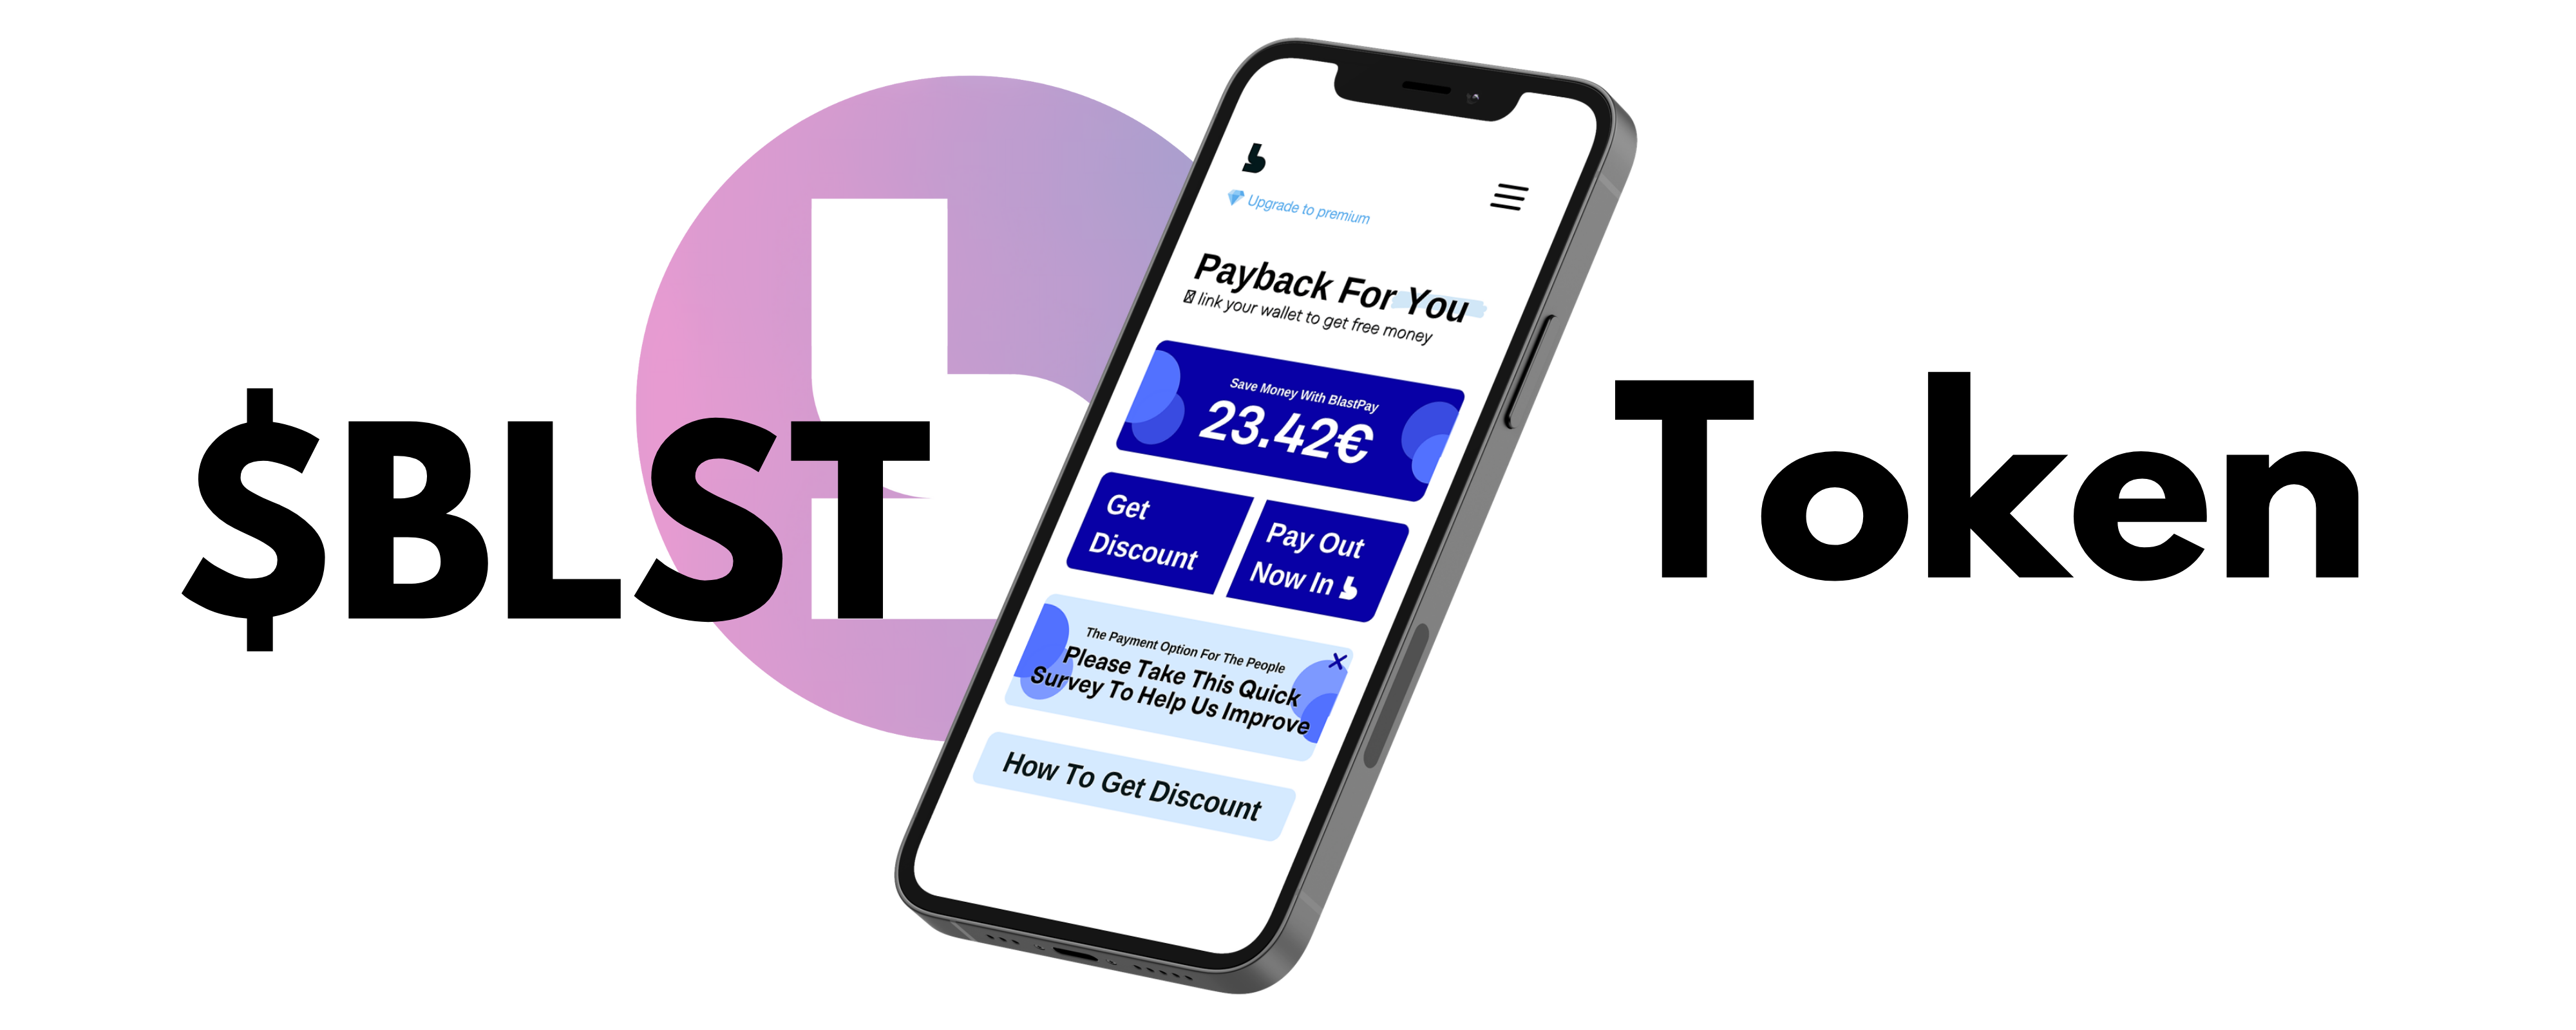 $BLST
Token
Upgrade to premium
Payback For You
link your wallet to get free money
Save Money With BlastPay
23.42€
Get
Discount
Pay Out
Now In
The Payment Option For The People
Please Take This Quick
Survey To Help Us Improve
How To Get Discount